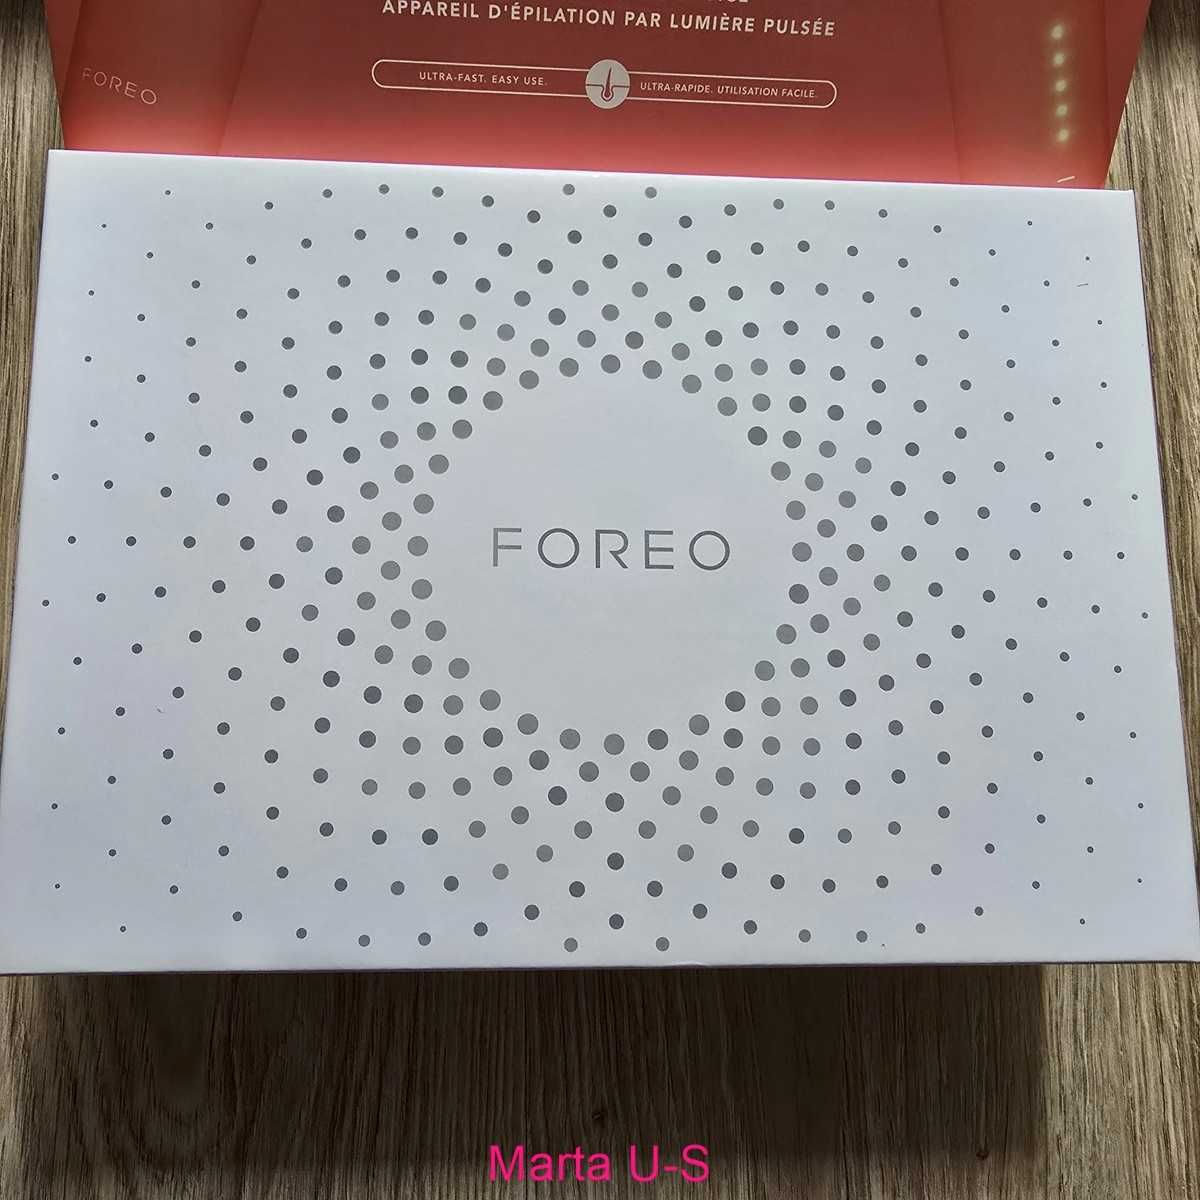 APPAREIL D'ÉPILATION PAR LUMIÈRE PULSÉE
FOREO
ULTRA-FAST. EASY USE.
ULTRA-RAPIDE. UTILISATION FACILE.
FOREO
Marta U-S